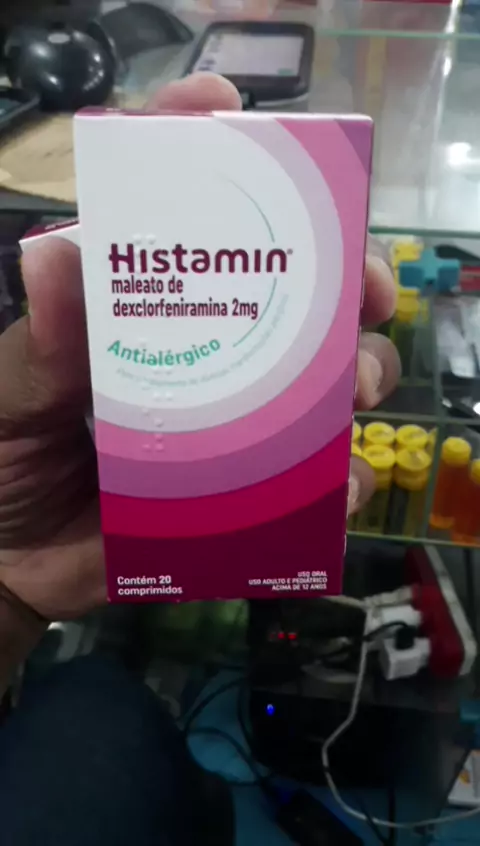 Histamin®
maleato de
dexclorfeniramina 2mg
Antialérgico
Contém 20
comprimidos
USO ORAL
USO ADULTO E PEDIÁTRICO
ACIMA DE 12 ANOS